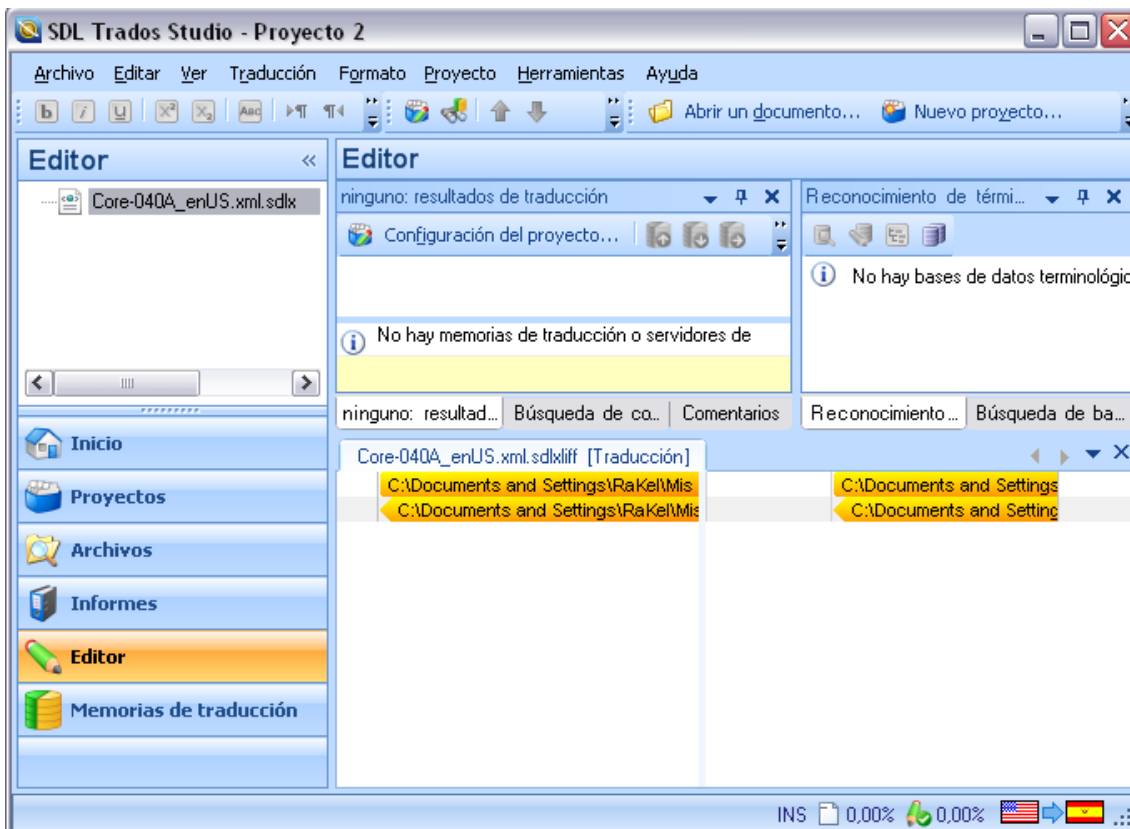 SDL Trados Studio - Proyecto 2
Archivo Editar Ver Traducción Formato Proyecto Herramientas Ayuda
b i U X² X₂ ABC Abrir un documento... Nuevo proyecto...
Editor «
Core-040A_enUS.xml.sdlx
Editor
ninguno: resultados de traducción
Configuración del proyecto...
No hay memorias de traducción o servidores de
Reconocimiento de térmi...
No hay bases de datos terminológic
ninguno: resultad... Búsqueda de co... Comentarios
Reconocimiento ... Búsqueda de ba...
Inicio
Proyectos
Archivos
Informes
Editor
Memorias de traducción
Core-040A_enUS.xml.sdlxliff [Traducción]
C:\Documents and Settings\RaKel\Mis C:\Documents and Settings
C:\Documents and Settings\RaKel\Mis C:\Documents and Setting
INS 0,00% 0,00%